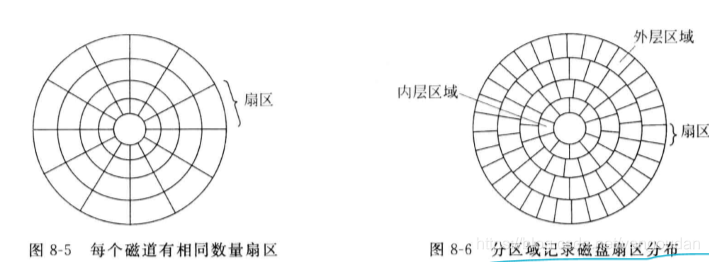 扇区
图 8-5 每个磁道有相同数量扇区
外层区域
内层区域
扇区
图 8-6 分区域记录磁盘扇区分布